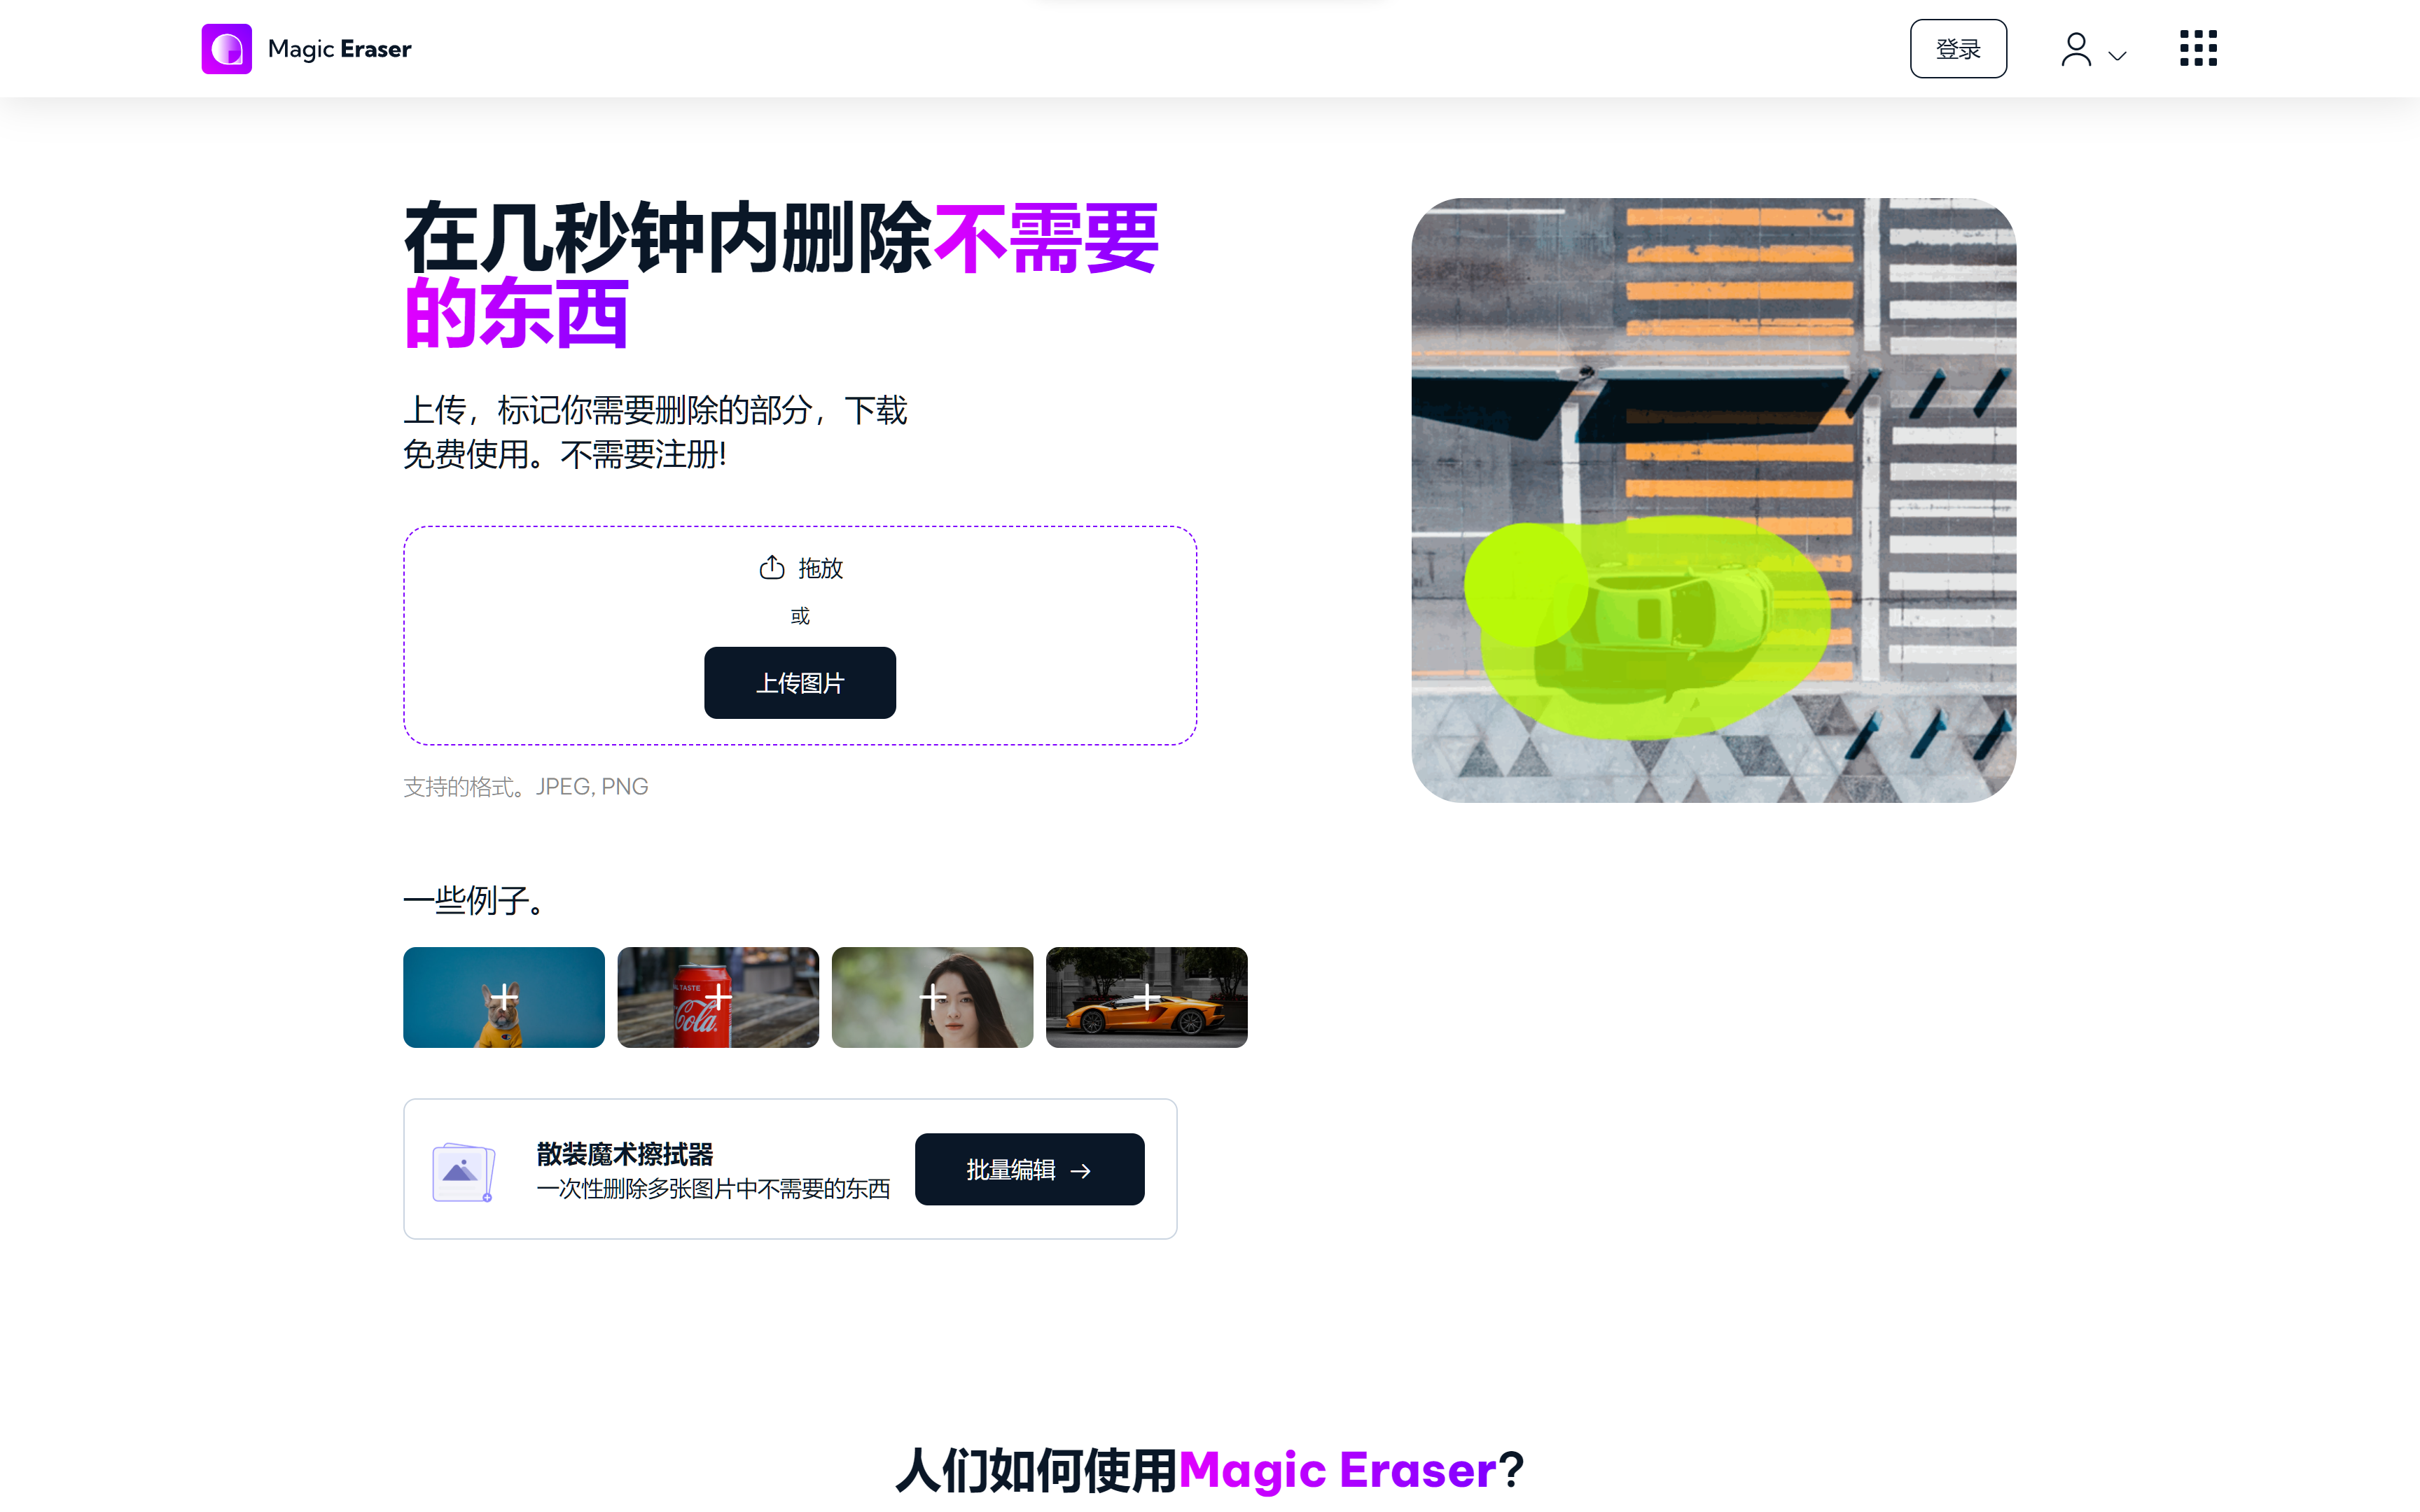 Magic Eraser
登录
在几秒钟内删除不需要
的东西
上传，标记你需要删除的部分，下载
免费使用。不需要注册!
拖放
或
上传图片
支持的格式。JPEG, PNG
一些例子。
AL TASTE
Cola.
散装魔术擦拭器
一次性删除多张图片中不需要的东西
批量编辑 →
人们如何使用Magic Eraser?